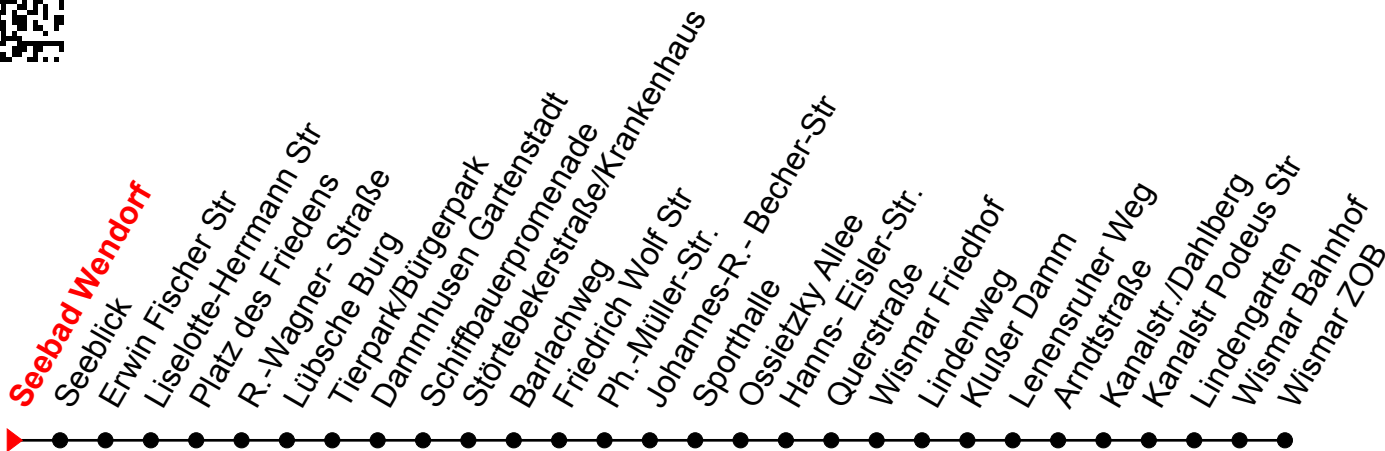 Seebad Wendorf
Seeblick
Erwin Fischer Str
Liselotte-Herrmann Str
Platz des Friedens
R.-Wagner- Straße
Lübsche Burg
Tierpark/Bürgerpark
Dammhusen Gartenstadt
Schiffbauerpromenade
Störtebekerstraße/Krankenhaus
Barlachweg
Friedrich Wolf Str
Ph.-Müller-Str.
Johannes-R.- Becher-Str
Sporthalle
Ossietzky Allee
Hanns- Eisler-Str.
Querstraße
Wismar Friedhof
Lindenweg
Klußer Damm
Lenensruher Weg
Arndtstraße
Kanalstr./Dahlberg
Kanalstr Podeus Str
Lindengarten
Wismar Bahnhof
Wismar ZOB